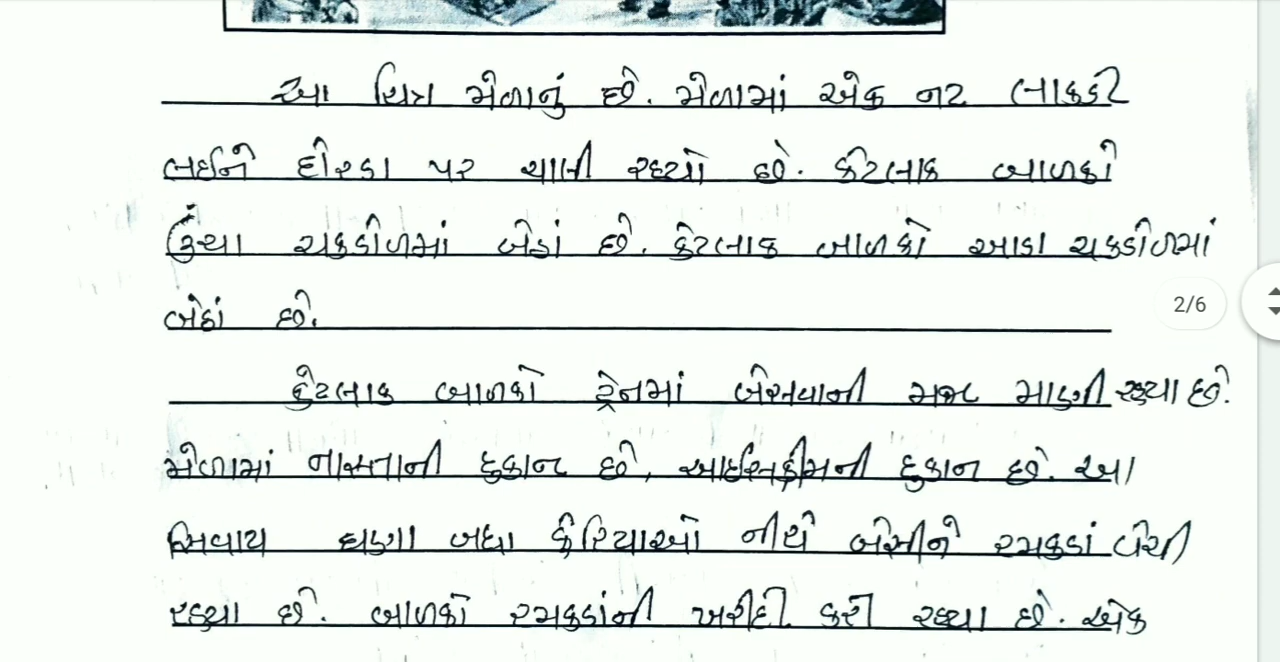 આ ચિત્ર મેળાનું છે. મેળામાં એક નટ લાકડી
લઈને દોરડા પર ચાલી રહ્યો છે. કેટલાક બાળકો
ઊંચા ચકડોળમાં બેઠાં છે. કેટલાક બાળકો આડા ચકડોળમાં
બેઠાં છે.
2/6
કેટલાક બાળકો ટ્રેનમાં બેસવાની મજા માણી રહ્યા છે.
મેળામાં નાસ્તાની દુકાન છે, આઈસ્ક્રીમની દુકાન છે. આ
સિવાય ઘણા બધા ફેરિયાઓ નીચે બેસીને રમકડાં વેચી
રહ્યા છે. બાળકો રમકડાંની ખરીદી કરી રહ્યા છે. એક